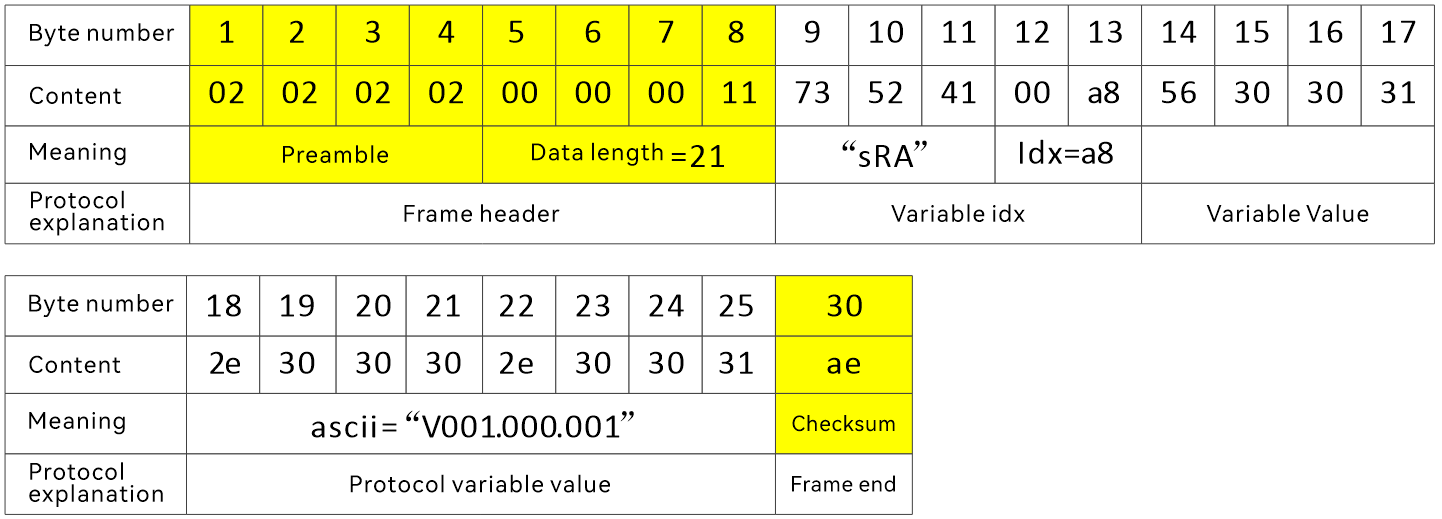 Byte number 1 2 3 4 5 6 7 8 9 10 11 12 13 14 15 16 17
Content 02 02 02 02 00 00 00 11 73 52 41 00 a8 56 30 30 31
Meaning Preamble Data length =21 “sRA” Idx=a8
Protocol
explanation Frame header Variable idx Variable Value
Byte number 18 19 20 21 22 23 24 25 30
Content 2e 30 30 30 2e 30 30 31 ae
Meaning ascii= “V001.000.001” Checksum
Protocol
explanation Protocol variable value Frame end